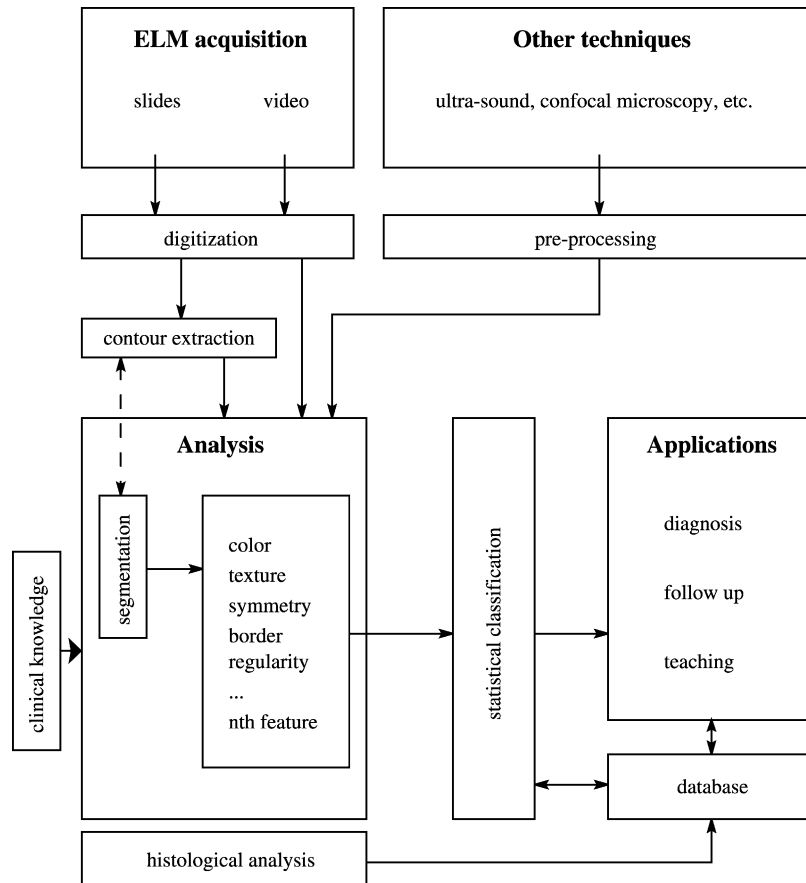 ELM acquisition
slides
video
Other techniques
ultra-sound, confocal microscopy, etc.
digitization
pre-processing
contour extraction
Analysis
clinical knowledge
segmentation
color
texture
symmetry
border
regularity
...
nth feature
statistical classification
Applications
diagnosis
follow up
teaching
database
histological analysis